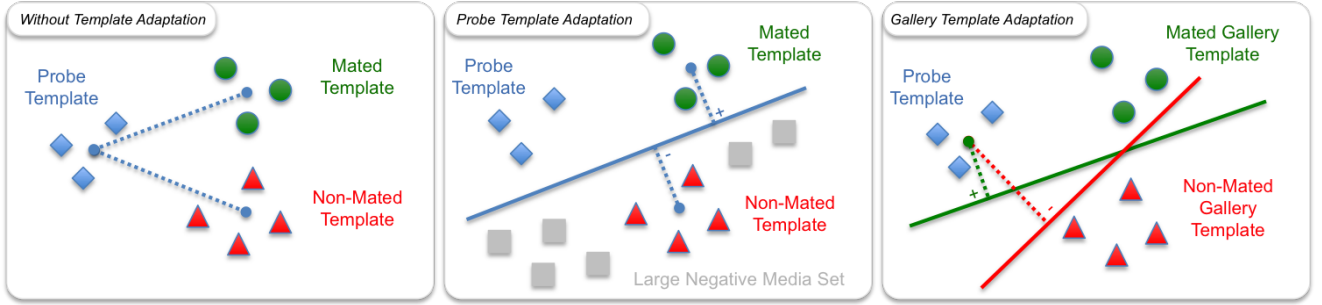 Without Template Adaptation
Probe
Template
Mated
Template
Non-Mated
Template
Probe Template Adaptation
Probe
Template
Mated
Template
+
-
Non-Mated
Template
Large Negative Media Set
Gallery Template Adaptation
Probe
Template
Mated Gallery
Template
+
-
Non-Mated
Gallery
Template